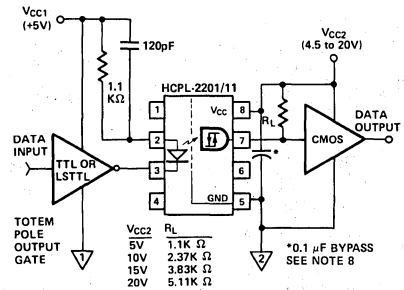 VCC1
(+5V)
120pF
1.1
KΩ
HCPL-2201/11
VCC2
(4.5 to 20V)
1
2
3
4
8
7
6
5
VCC
GND
RL
*
DATA
INPUT
TTL OR
LSTTL
CMOS
DATA
OUTPUT
TOTEM
POLE
OUTPUT
GATE
1
2
VCC2 RL
5V 1.1K Ω
10V 2.37K Ω
15V 3.83K Ω
20V 5.11K Ω
*0.1 μF BYPASS
SEE NOTE 8